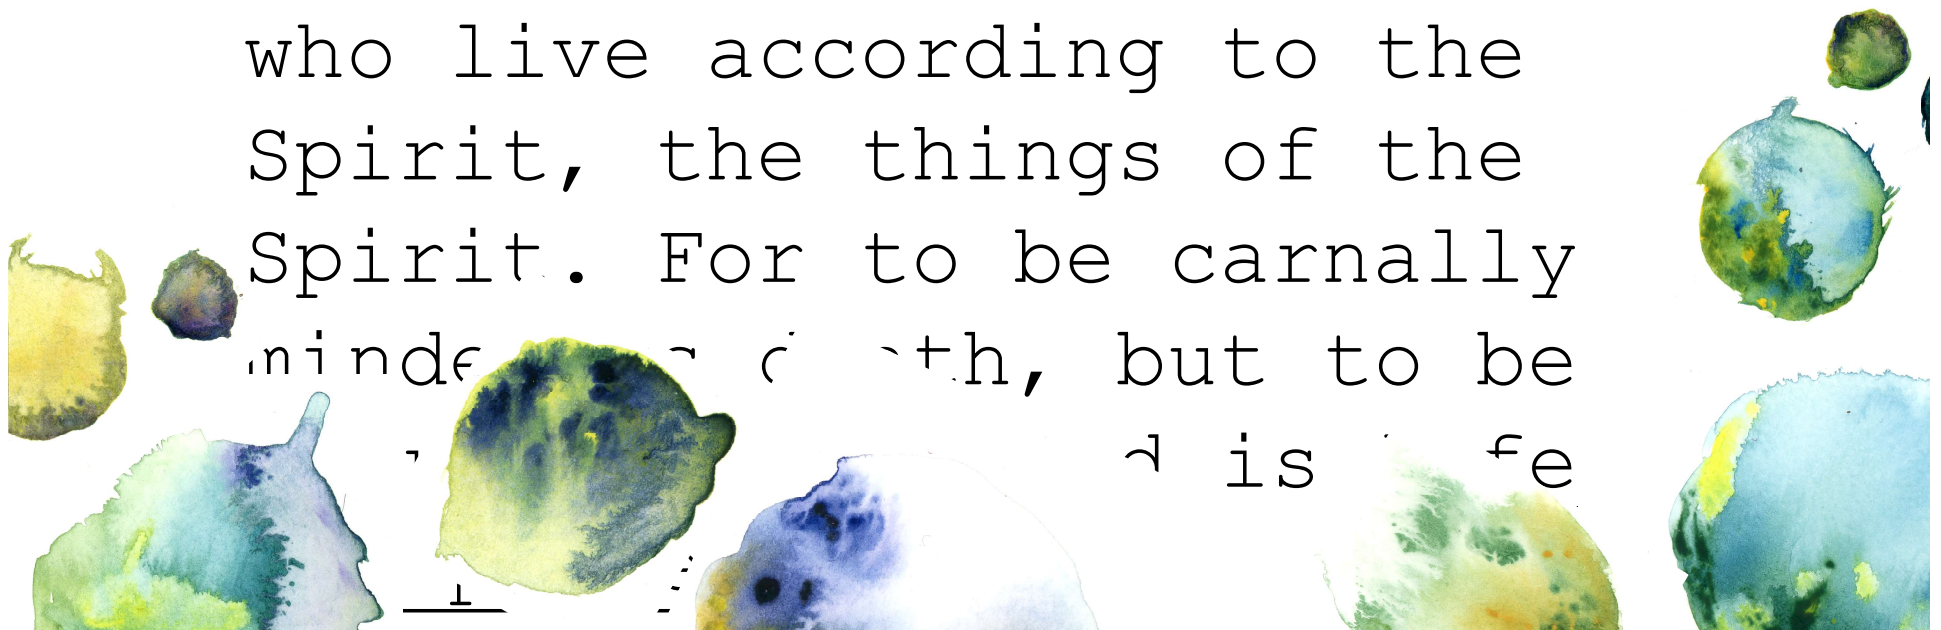 who live according to the
Spirit, the things of the
Spirit. For to be carnally
death, but to be
is